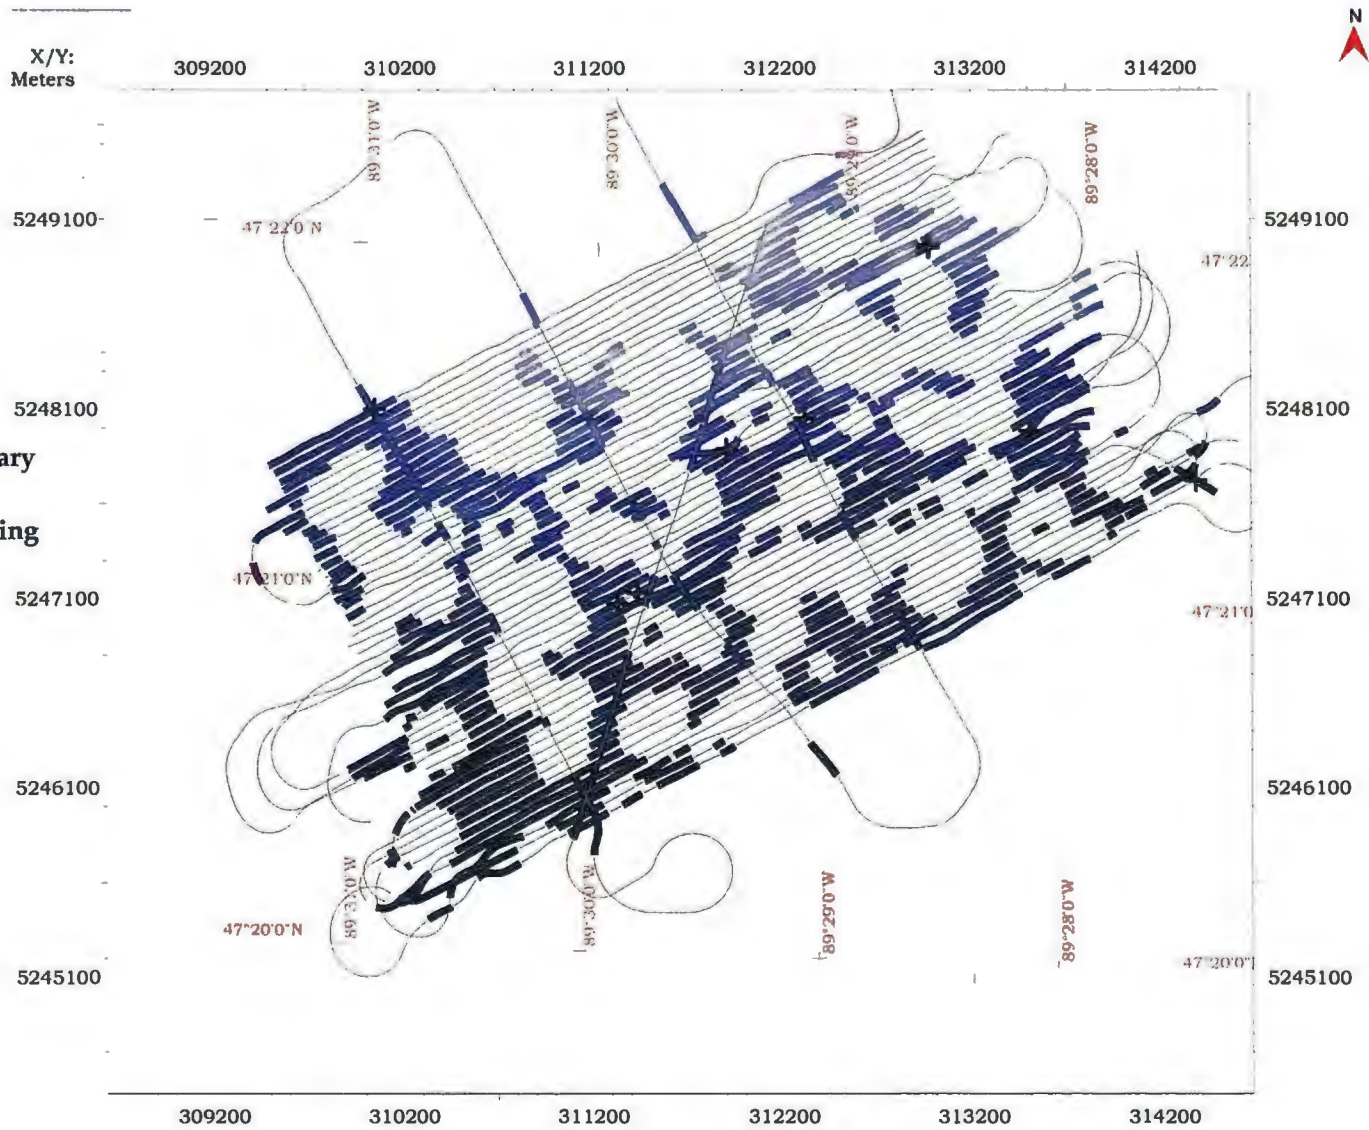 N
X/Y:
Meters
309200 310200 311200 312200 313200 314200
89°31'0"W 89°30'0"W 89°29'0"W 89°28'0"W
5249100 5249100
47 22'0 N
47°22
5248100 5248100
ary
ing
47°21'0"N
5247100 5247100
47°21'0
5246100 5246100
89°30'0"W 89°29'0"W 89°28'0"W
47°20'0"N
47°20'0"
5245100 5245100
309200 310200 311200 312200 313200 314200